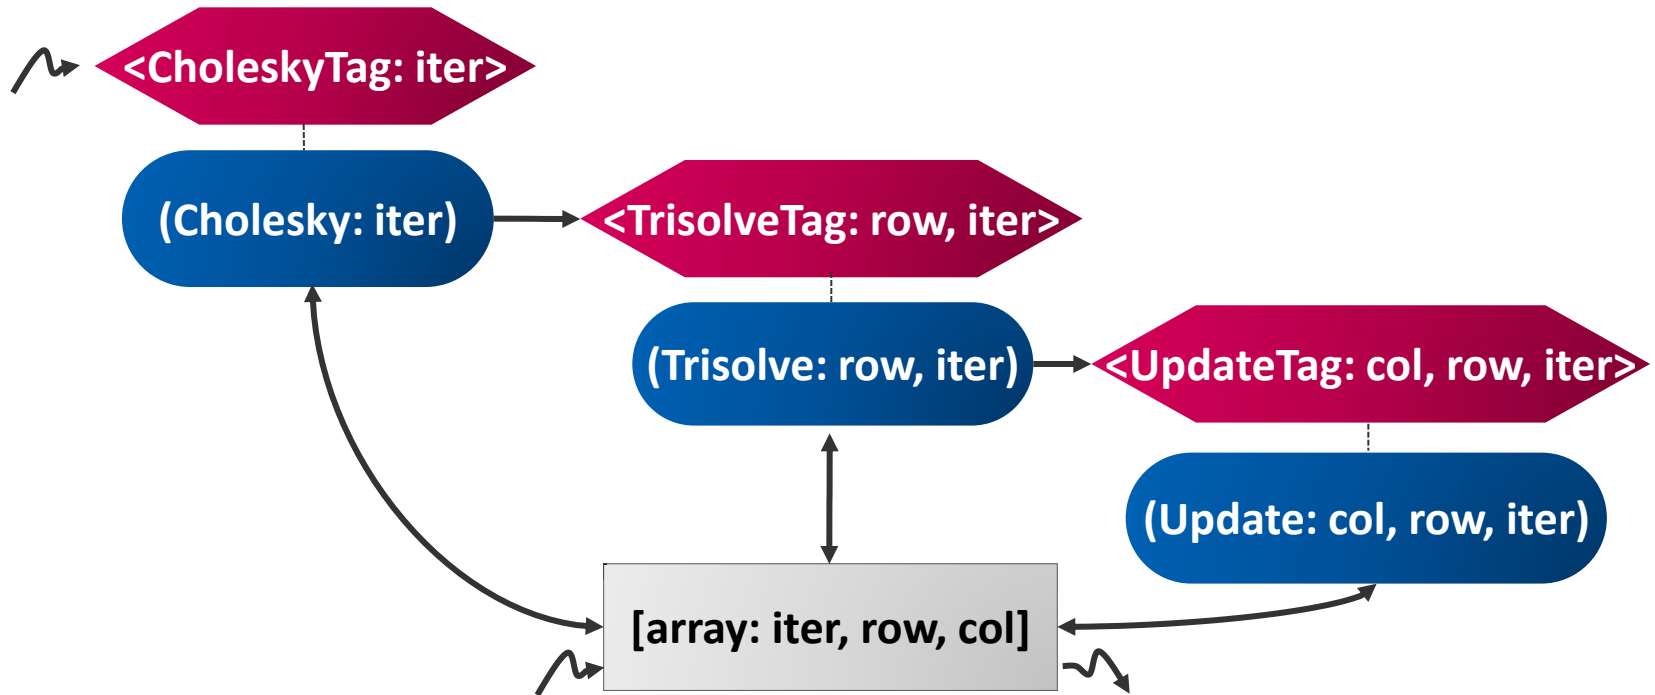 <CholeskyTag: iter>
(Cholesky: iter)
<TrisolveTag: row, iter>
(Trisolve: row, iter)
<UpdateTag: col, row, iter>
(Update: col, row, iter)
[array: iter, row, col]